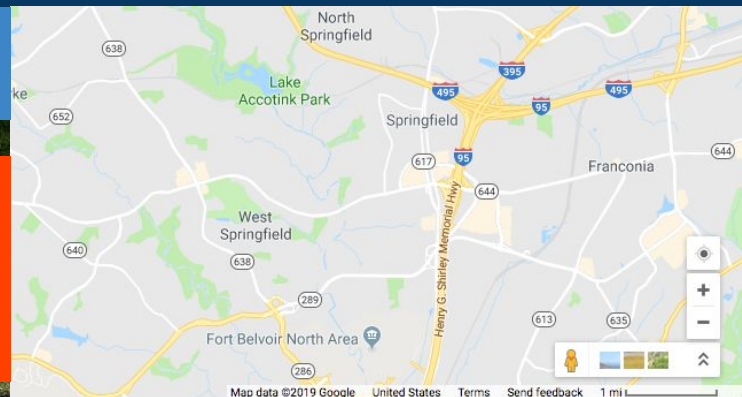 North
Springfield
638
395
Lake
Accotink Park
495
495
95
ke
652
Springfield
617
95
644
Franconia
644
West
Springfield
Henry G. Shirley Memorial Hwy
640
638
289
613
635
Fort Belvoir North Area
286
Map data ©2019 Google United States Terms Send feedback 1 mi